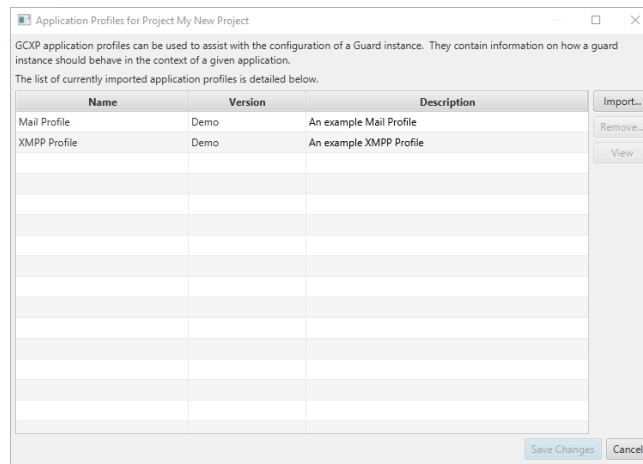 Application Profiles for Project My New Project
GCXP application profiles can be used to assist with the configuration of a Guard instance. They contain information on how a guard
instance should behave in the context of a given application.
The list of currently imported application profiles is detailed below.
Name Version Description
Import...
Mail Profile Demo An example Mail Profile
Remove...
XMPP Profile Demo An example XMPP Profile
View
Save Changes Cancel